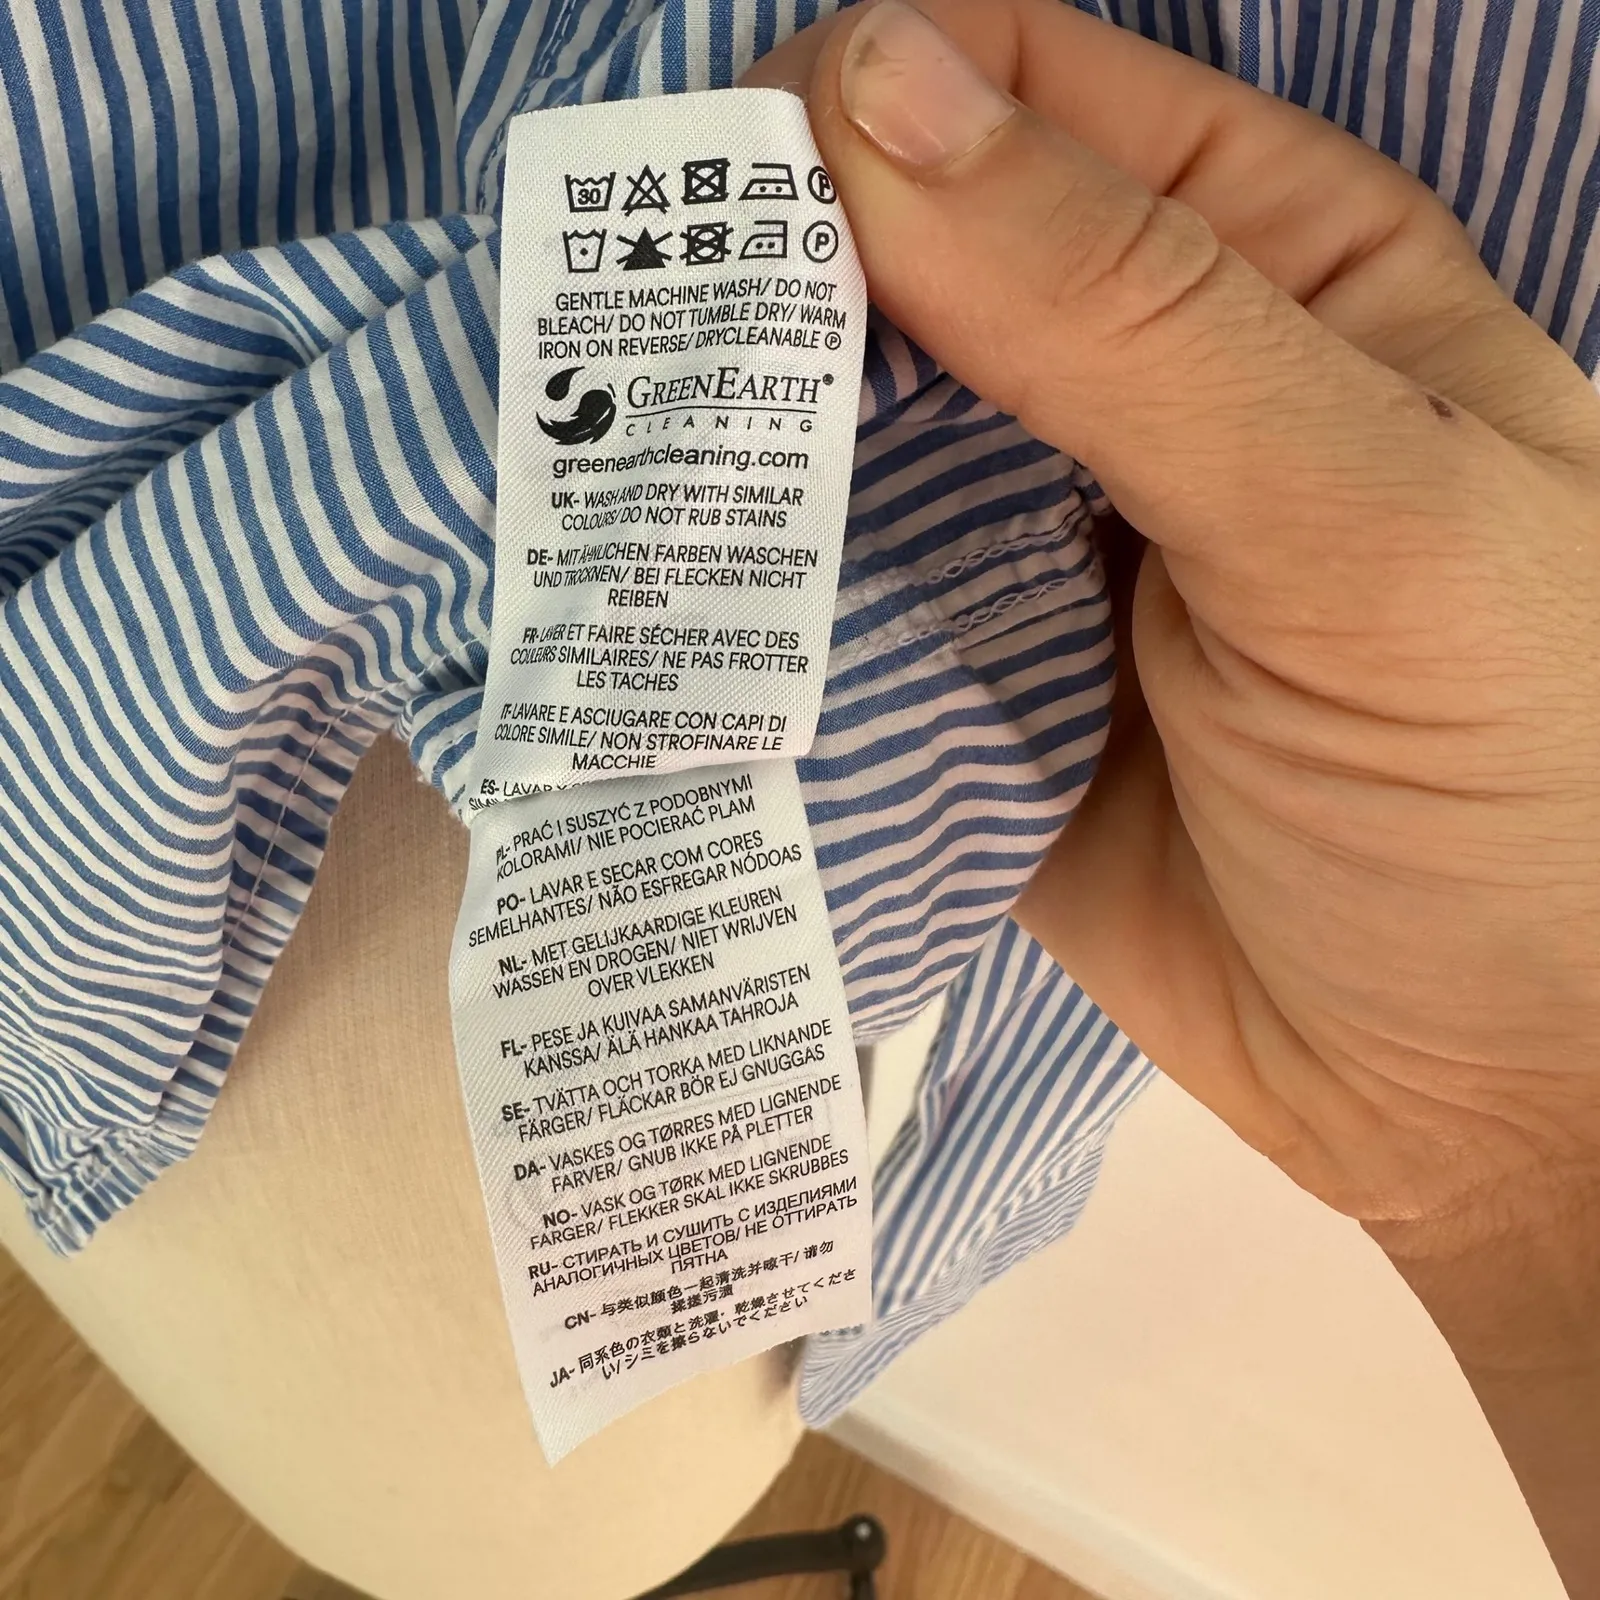 30 P
P
GENTLE MACHINE WASH/ DO NOT
BLEACH/ DO NOT TUMBLE DRY/ WARM
IRON ON REVERSE/ DRYCLEANABLE Ⓟ
GREENEARTH®
CLEANING
greenearthcleaning.com
UK- WASH AND DRY WITH SIMILAR
COLOURS/ DO NOT RUB STAINS
DE- MIT ÄHNLICHEN FARBEN WASCHEN
UND TROCKNEN/ BEI FLECKEN NICHT
REIBEN
FR- LAVER ET FAIRE SÉCHER AVEC DES
COULEURS SIMILAIRES/ NE PAS FROTTER
LES TACHES
IT- LAVARE E ASCIUGARE CON CAPI DI
COLORE SIMILE/ NON STROFINARE LE
MACCHIE
ES- LAVAR Y
PL- PRAĆ I SUSZYĆ Z PODOBNYMI
KOLORAMI/ NIE POCIERAĆ PLAM
PO- LAVAR E SECAR COM CORES
SEMELHANTES/ NÃO ESFREGAR NÓDOAS
NL- MET GELIJKAARDIGE KLEUREN
WASSEN EN DROGEN/ NIET WRIJVEN
OVER VLEKKEN
FL- PESE JA KUIVAA SAMANVÄRISTEN
KANSSA/ ÄLÄ HANKAA TAHROJA
SE- TVÄTTA OCH TORKA MED LIKNANDE
FÄRGER/ FLÄCKAR BÖR EJ GNUGGAS
DA- VASKES OG TØRRES MED LIGNENDE
FARVER/ GNUB IKKE PÅ PLETTER
NO- VASK OG TØRK MED LIGNENDE
FARGER/ FLEKKER SKAL IKKE SKRUBBES
RU- СТИРАТЬ И СУШИТЬ С ИЗДЕЛИЯМИ
АНАЛОГИЧНЫХ ЦВЕТОВ/ НЕ ОТТИРАТЬ
ПЯТНА
CN- 与类似颜色一起清洗并晾干/ 请勿
揉搓污渍
JA- 同系色の衣類と洗濯、乾燥させてくださ
い/ シミを擦らないでください